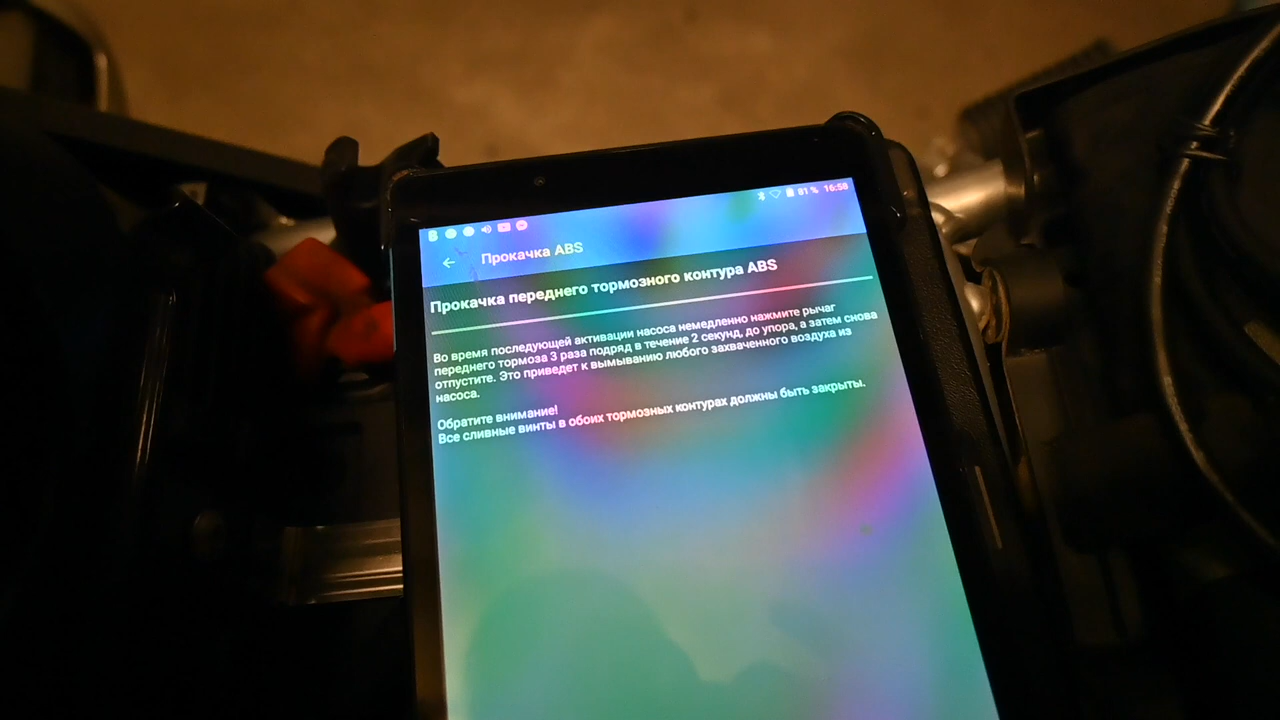 81 % 16:58
Прокачка ABS
Прокачка переднего тормозного контура ABS
Во время последующей активации насоса немедленно нажмите рычаг
переднего тормоза 3 раза подряд в течение 2 секунд, до упора, а затем снова
отпустите. Это приведет к вымыванию любого захваченного воздуха из
насоса.
Обратите внимание!
Все сливные винты в обоих тормозных контурах должны быть закрыты.